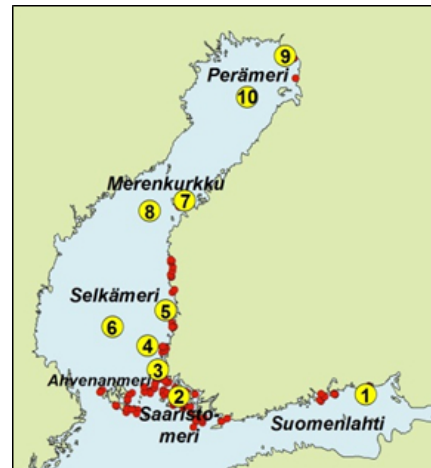 9
Perämeri
10
Merenkurkku
7
8
Selkämeri
5
6
4
3
Ahvenanmeri
2
1
Saaristo-
meri
Suomenlahti